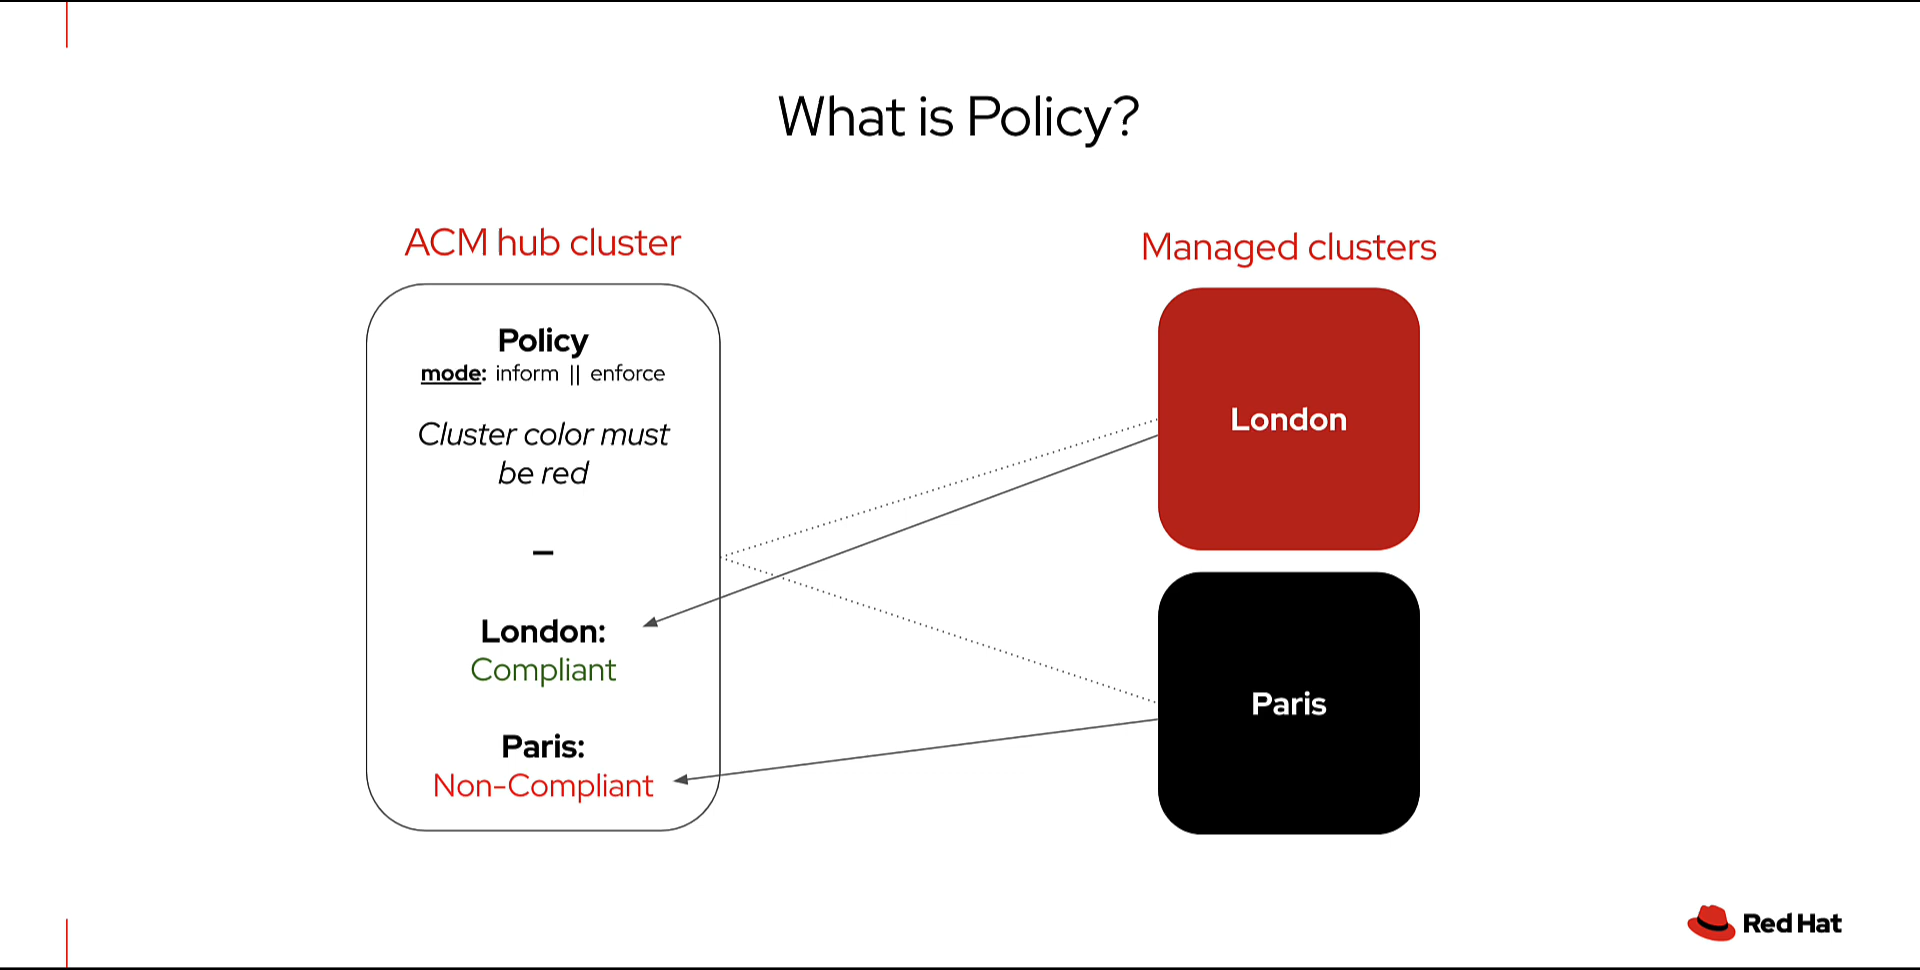 What is Policy?
ACM hub cluster
Policy
mode: inform || enforce
Cluster color must
be red
–
London:
Compliant
Paris:
Non-Compliant
Managed clusters
London
Paris
Red Hat